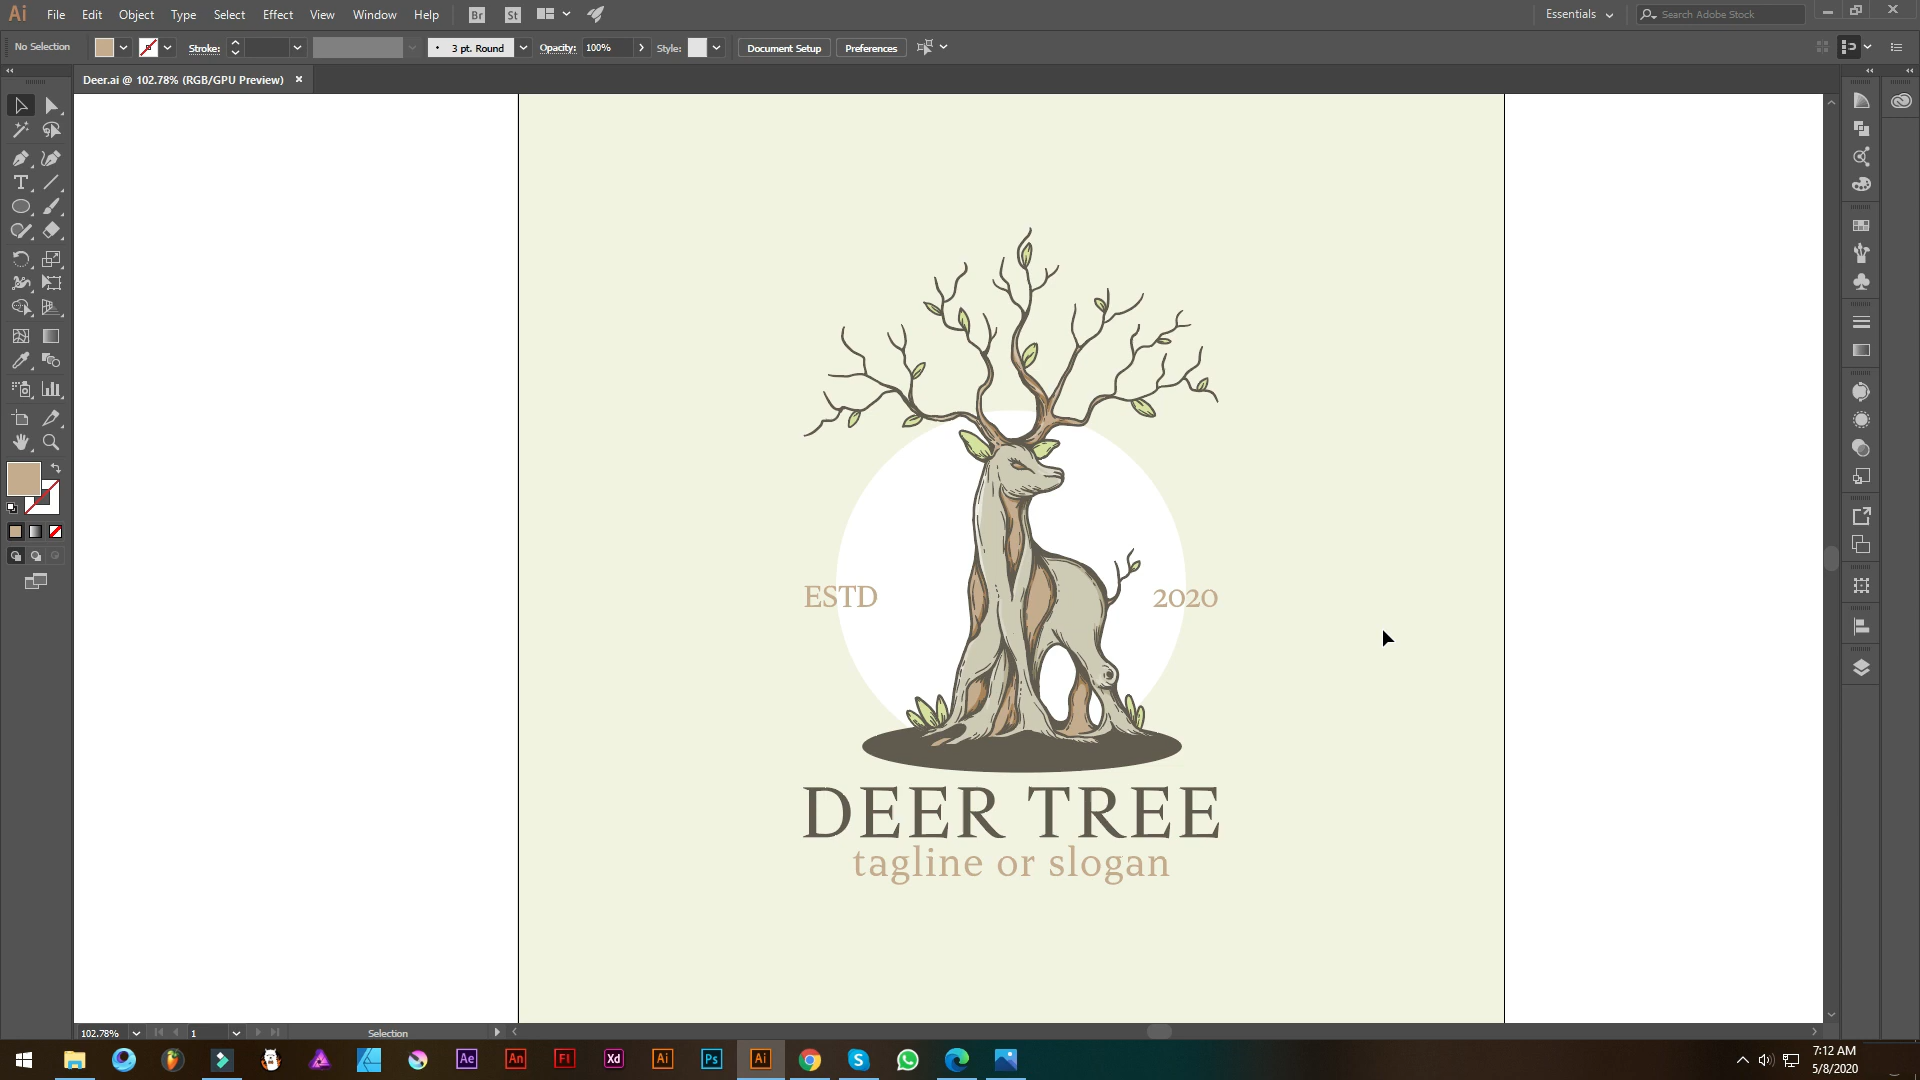 Ai File Edit Object Type Select Effect View Window Help Br St Essentials Search Adobe Stock
No Selection Stroke: 3 pt. Round Opacity: 100% Style: Document Setup Preferences
Deer.ai @ 102.78% (RGB/GPU Preview)
ESTD 2020
DEER TREE
tagline or slogan
102.78% 1 Selection
Ae An Fl Xd Ai Ps Ai
7:12 AM
5/8/2020